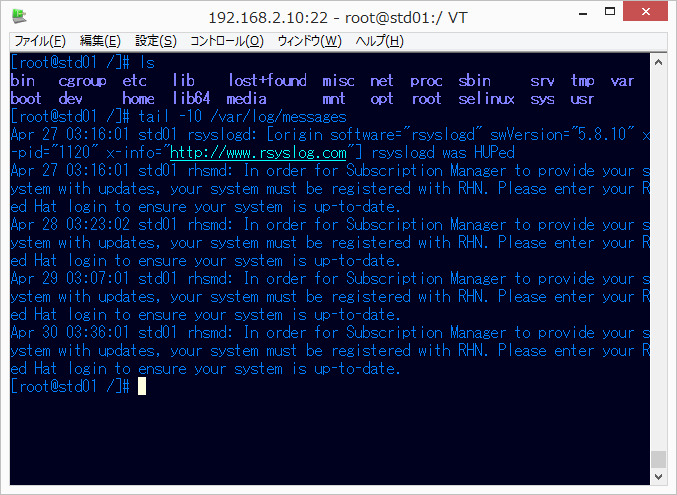 192.168.2.10:22 - root@std01:/ VT
ファイル(F) 編集(E) 設定(S) コントロール(O) ウィンドウ(W) ヘルプ(H)
[root@std01 /]# ls
bin cgroup etc lib lost+found misc net proc sbin srv tmp var
boot dev home lib64 media mnt opt root selinux sys usr
[root@std01 /]# tail -10 /var/log/messages
Apr 27 03:16:01 std01 rsyslogd: [origin software="rsyslogd" swVersion="5.8.10" x
-pid="1120" x-info="http://www.rsyslog.com"] rsyslogd was HUPed
Apr 27 03:16:01 std01 rhsmd: In order for Subscription Manager to provide your s
ystem with updates, your system must be registered with RHN. Please enter your R
ed Hat login to ensure your system is up-to-date.
Apr 28 03:23:02 std01 rhsmd: In order for Subscription Manager to provide your s
ystem with updates, your system must be registered with RHN. Please enter your R
ed Hat login to ensure your system is up-to-date.
Apr 29 03:07:01 std01 rhsmd: In order for Subscription Manager to provide your s
ystem with updates, your system must be registered with RHN. Please enter your R
ed Hat login to ensure your system is up-to-date.
Apr 30 03:36:01 std01 rhsmd: In order for Subscription Manager to provide your s
ystem with updates, your system must be registered with RHN. Please enter your R
ed Hat login to ensure your system is up-to-date.
[root@std01 /]#